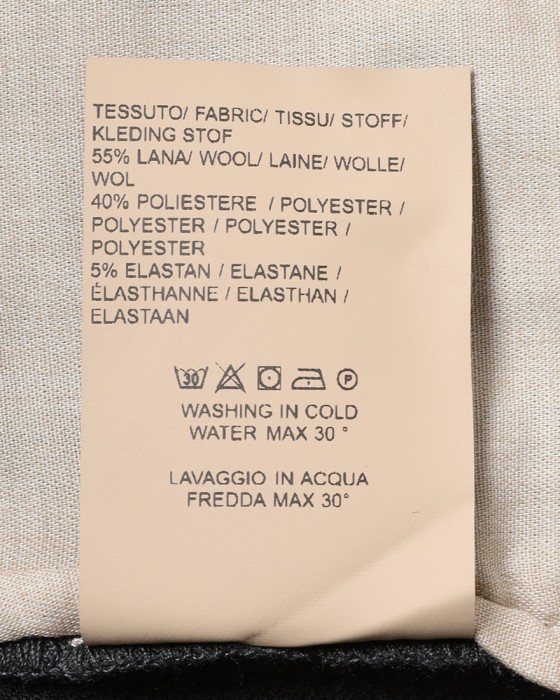 TESSUTO/ FABRIC/ TISSU/ STOFF/
KLEDING STOF
55% LANA/ WOOL/ LAINE/ WOLLE/
WOL
40% POLIESTERE / POLYESTER /
POLYESTER / POLYESTER /
POLYESTER
5% ELASTAN / ELASTANE /
ÉLASTHANNE / ELASTHAN /
ELASTAAN
30 P
WASHING IN COLD
WATER MAX 30 °
LAVAGGIO IN ACQUA
FREDDA MAX 30°